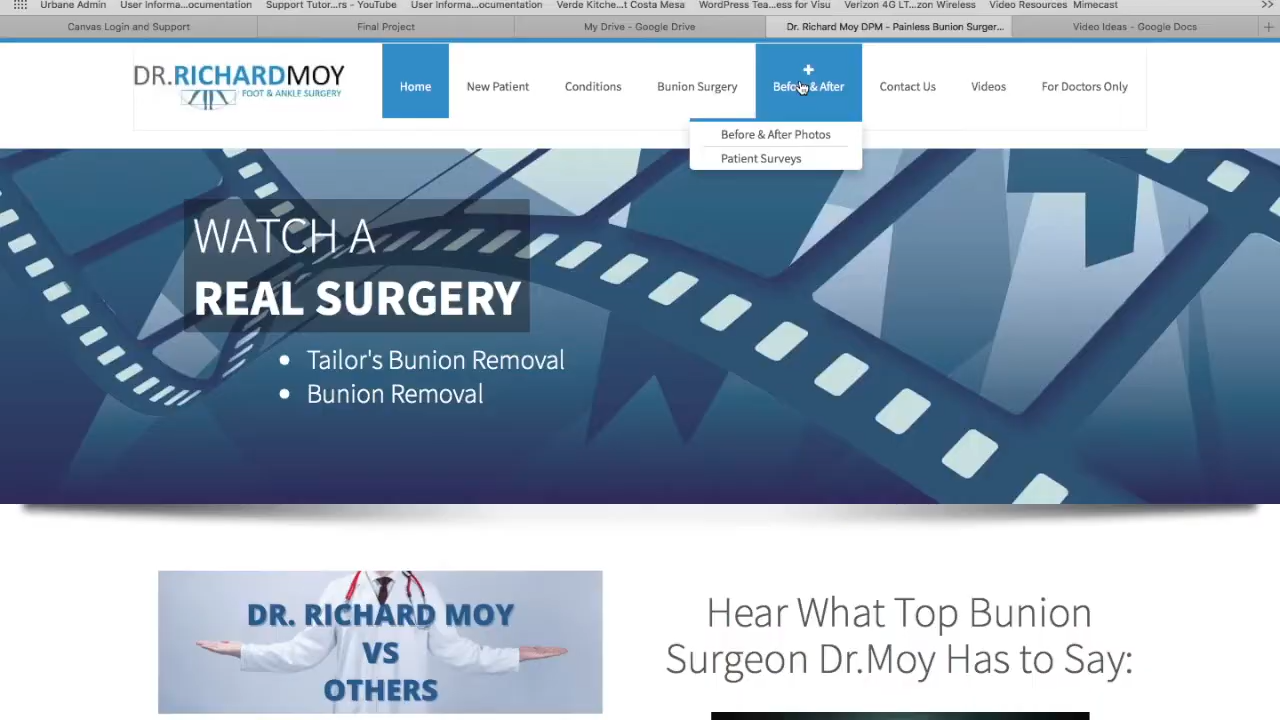 Urbane Admin User Informa...ocumentation Support Tutor...rs - YouTube User Informa...ocumentation Verde Kitche...t Costa Mesa WordPress Tea...ess for Visu Verizon 4G LT...zon Wireless Video Resources Mimecast
Canvas Login and Support Final Project My Drive - Google Drive Dr. Richard Moy DPM - Painless Bunion Surger... Video Ideas - Google Docs
DR.RICHARDMOY
FOOT & ANKLE SURGERY
Home New Patient Conditions Bunion Surgery Before & After Contact Us Videos For Doctors Only
Before & After Photos
Patient Surveys
WATCH A
REAL SURGERY
• Tailor's Bunion Removal
• Bunion Removal
DR. RICHARD MOY
VS
OTHERS
Hear What Top Bunion
Surgeon Dr.Moy Has to Say: